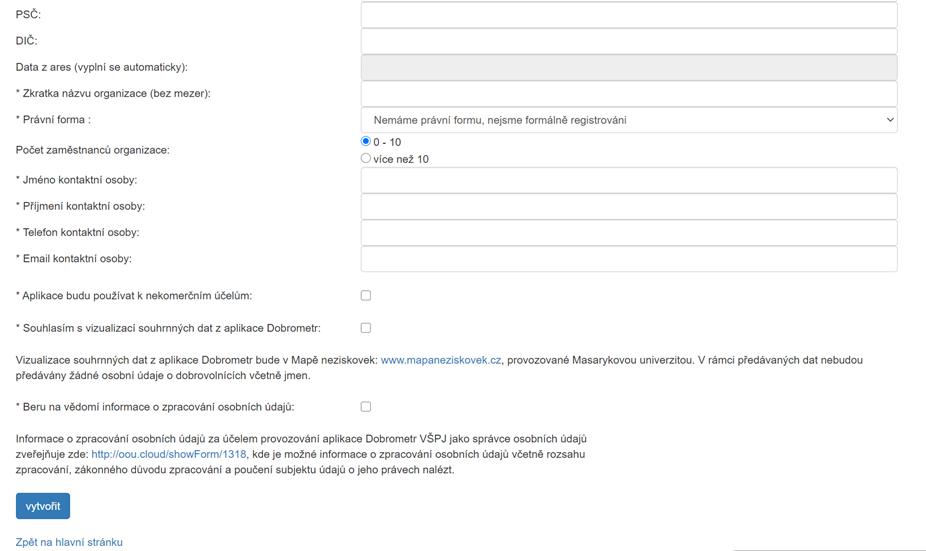 PSČ:
DIČ:
Data z ares (vyplní se automaticky):
* Zkratka názvu organizace (bez mezer):
* Právní forma :
Nemáme právní formu, nejsme formálně registrováni
Počet zaměstnanců organizace:
0 - 10
více než 10
* Jméno kontaktní osoby:
* Příjmení kontaktní osoby:
* Telefon kontaktní osoby:
* Email kontaktní osoby:
* Aplikace budu používat k nekomerčním účelům:
* Souhlasím s vizualizací souhrnných dat z aplikace Dobrometr:
Vizualizace souhrnných dat z aplikace Dobrometr bude v Mapě neziskovek: www.mapaneziskovek.cz, provozované Masarykovou univerzitou. V rámci předávaných dat nebudou
předávány žádné osobní údaje o dobrovolnících včetně jmen.
* Beru na vědomí informace o zpracování osobních údajů:
Informace o zpracování osobních údajů za účelem provozování aplikace Dobrometr VŠPJ jako správce osobních údajů
zveřejňuje zde: http://oou.cloud/showForm/1318, kde je možné informace o zpracování osobních údajů včetně rozsahu
zpracování, zákonného důvodu zpracování a poučení subjektu údajů o jeho právech nalézt.
vytvořit
Zpět na hlavní stránku